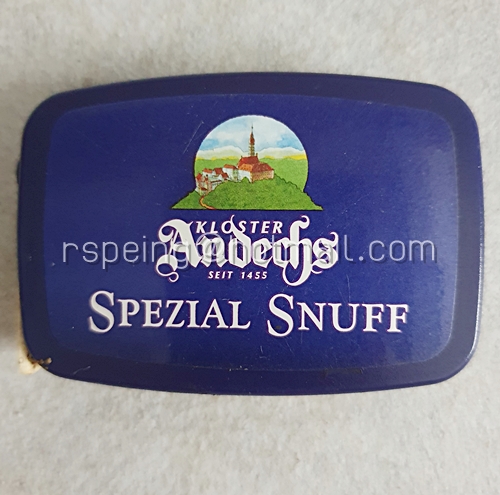 KLOSTER
Andechs
SEIT 1455
SPEZIAL SNUFF